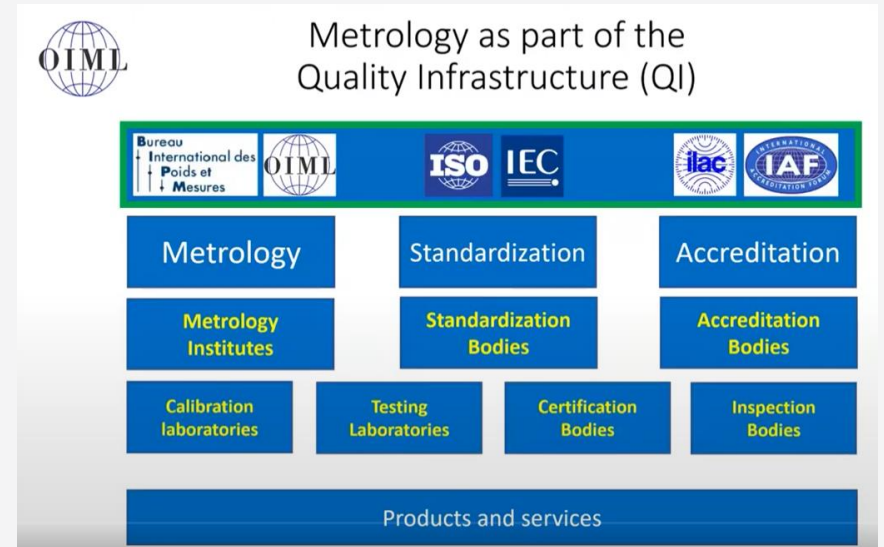 OIML
Metrology as part of the
Quality Infrastructure (QI)
Bureau
International des
Poids et
Mesures
OIML
ISO
IEC
ilac
INTERNATIONAL
IAF
ACCREDITATION FORUM
Metrology
Standardization
Accreditation
Metrology
Institutes
Standardization
Bodies
Accreditation
Bodies
Calibration
laboratories
Testing
Laboratories
Certification
Bodies
Inspection
Bodies
Products and services